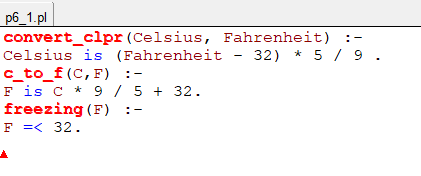 p6_1.pl
convert_clpr(Celsius, Fahrenheit) :-
Celsius is (Fahrenheit - 32) * 5 / 9 .
c_to_f(C,F) :-
F is C * 9 / 5 + 32.
freezing(F) :-
F =< 32.